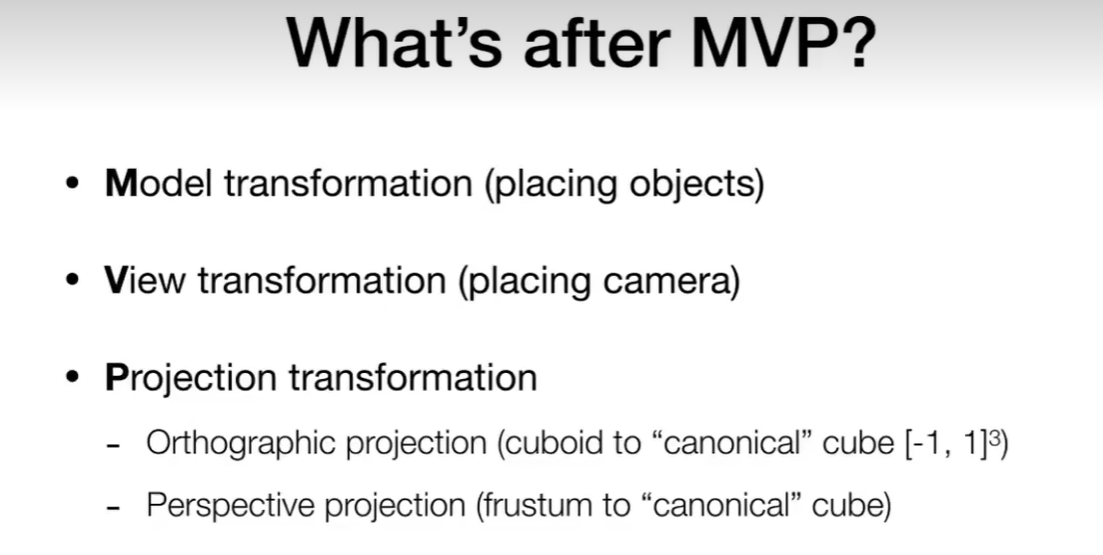 What's after MVP?
• Model transformation (placing objects)
• View transformation (placing camera)
• Projection transformation
- Orthographic projection (cuboid to “canonical” cube [-1, 1]³)
- Perspective projection (frustum to “canonical” cube)